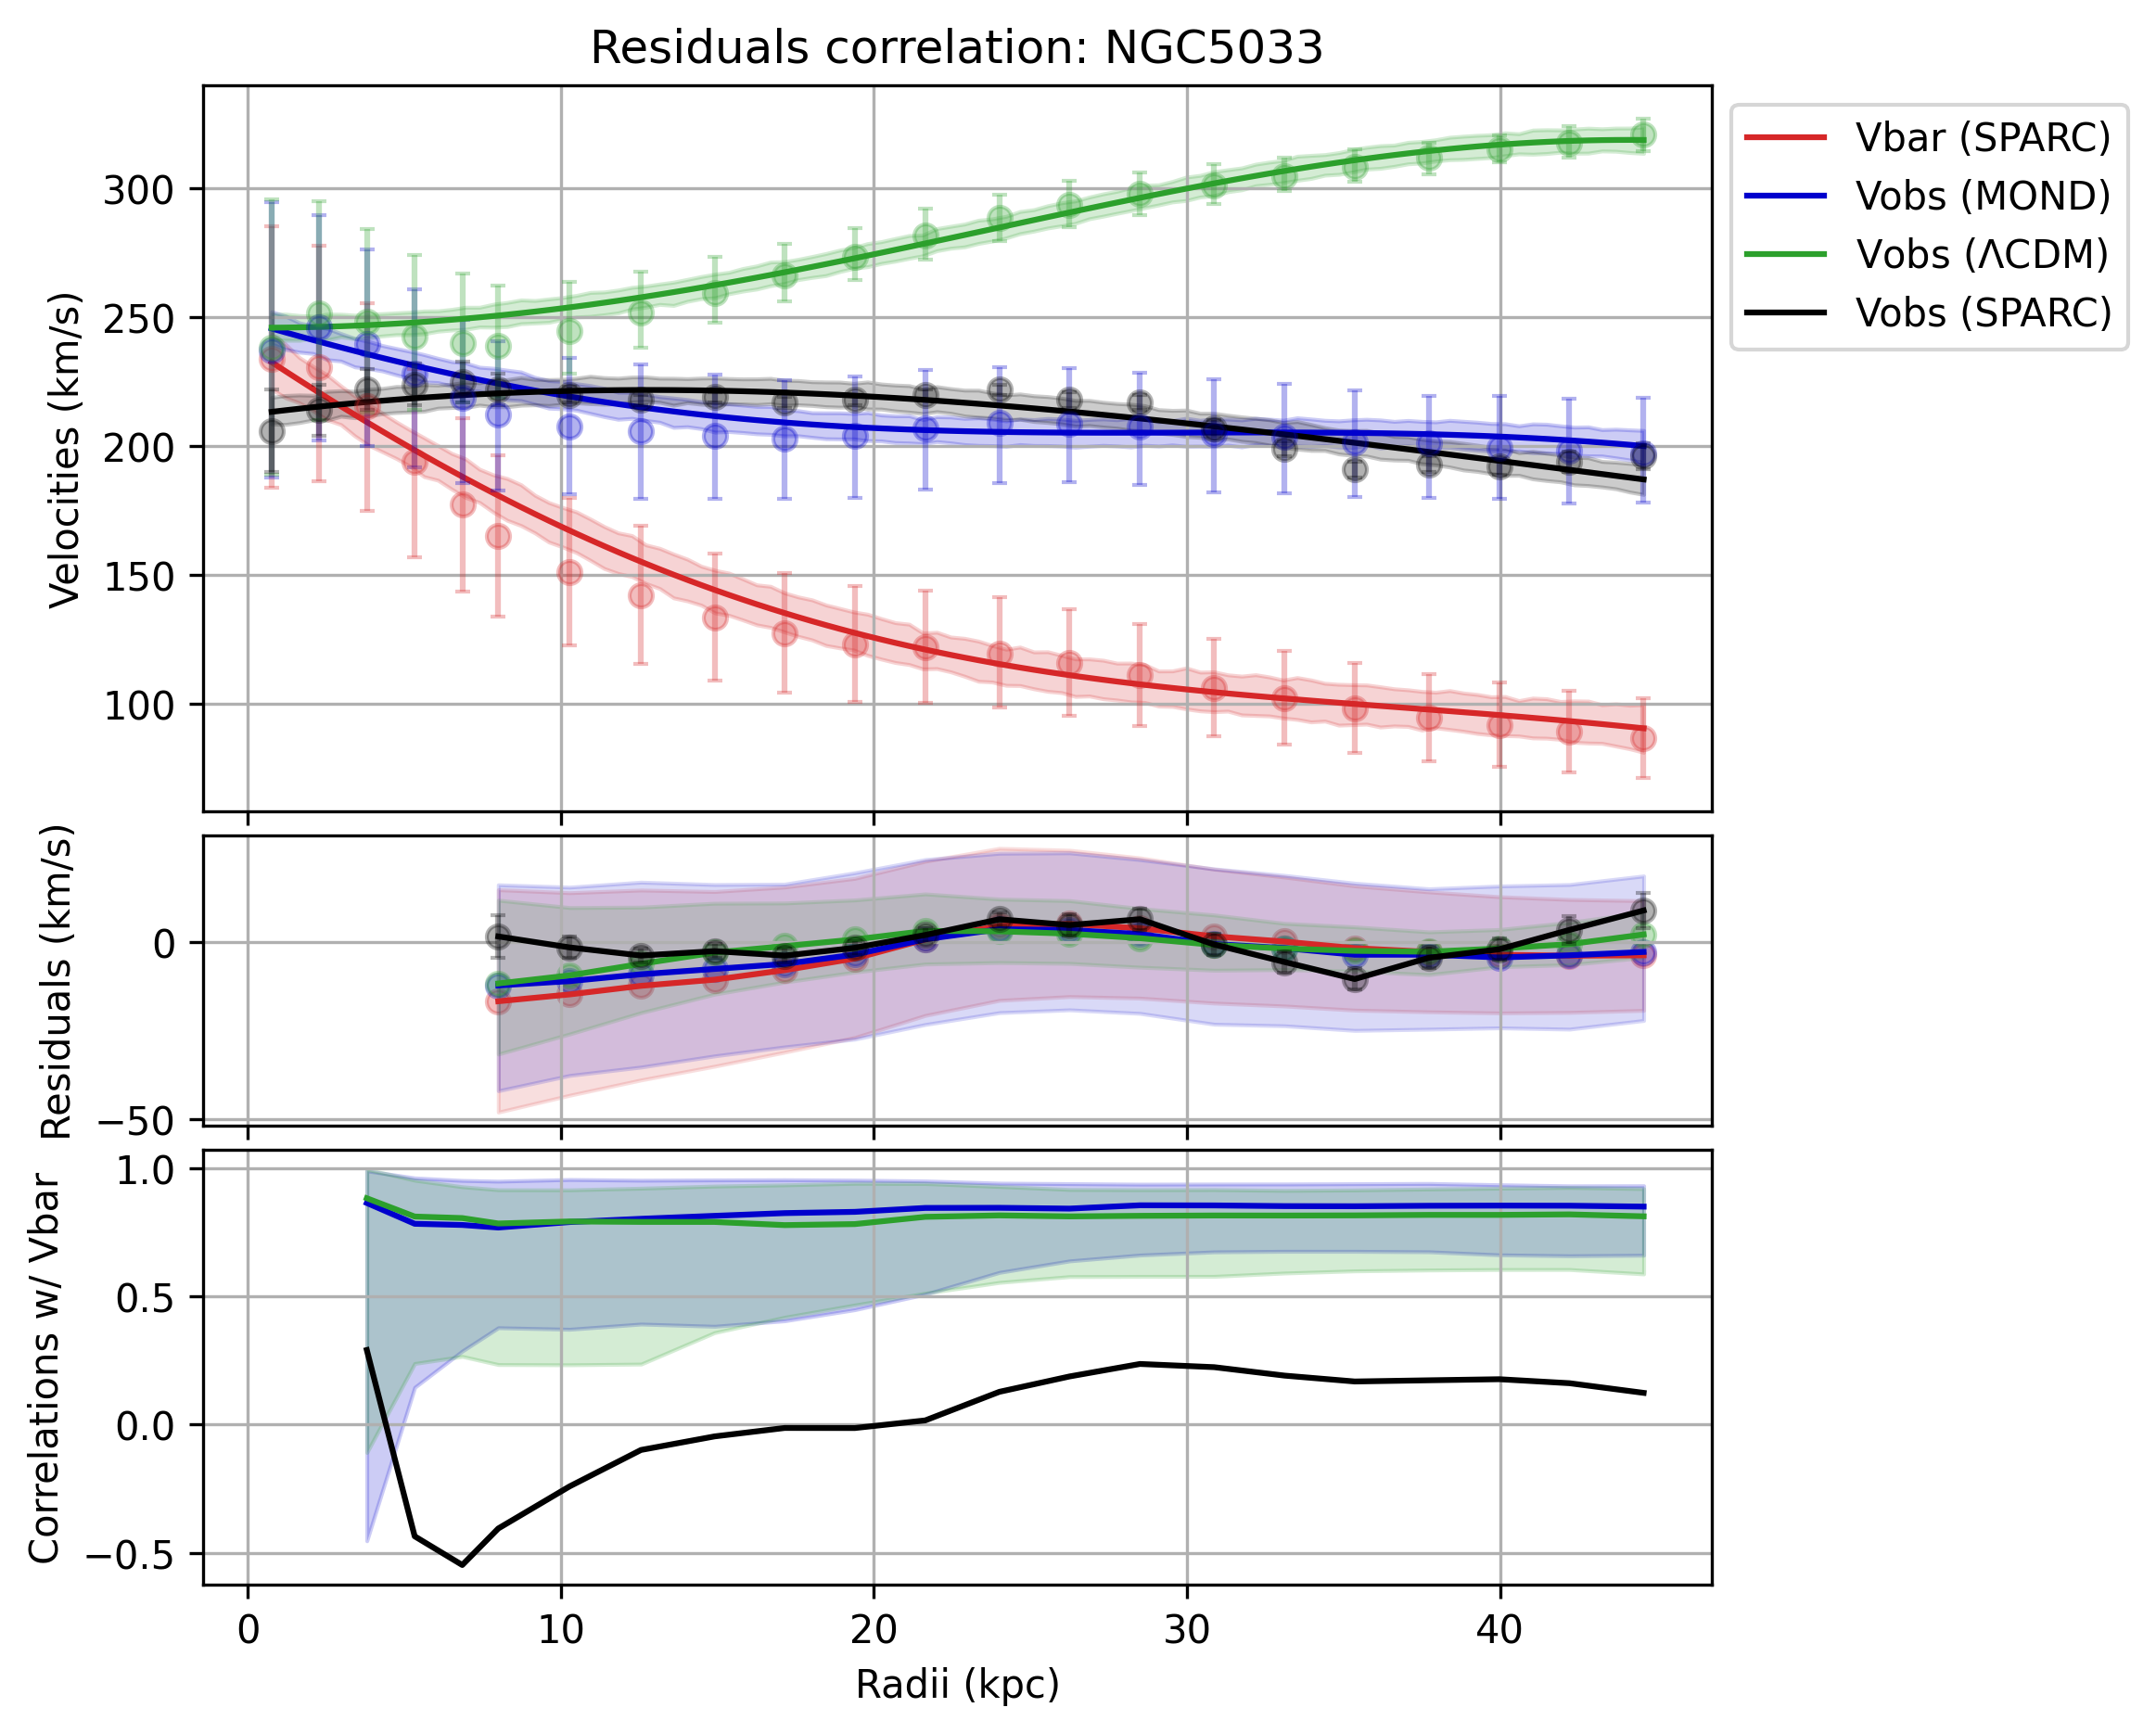 Residuals correlation: NGC5033
Velocities (km/s)
300
250
200
150
100
Vbar (SPARC)
Vobs (MOND)
Vobs (ΛCDM)
Vobs (SPARC)
Residuals (km/s)
0
−50
Correlations w/ Vbar
1.0
0.5
0.0
−0.5
0 10 20 30 40
Radii (kpc)